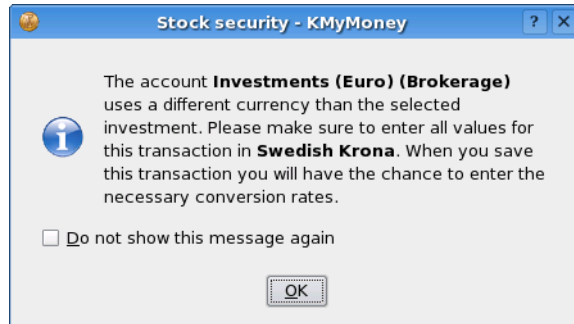 Stock security - KMyMoney
The account Investments (Euro) (Brokerage)
uses a different currency than the selected
investment. Please make sure to enter all values for
this transaction in Swedish Krona. When you save
this transaction you will have the chance to enter the
necessary conversion rates.
Do not show this message again
OK